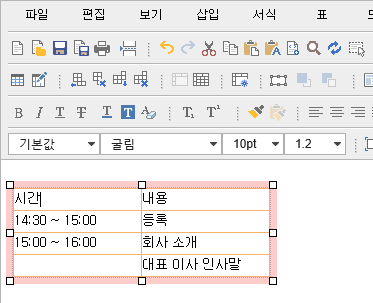 파일 편집 보기 삽입 서식 표
기본값 굴림 10pt 1.2
시간 내용
14:30 ~ 15:00 등록
15:00 ~ 16:00 회사 소개
대표 이사 인사말